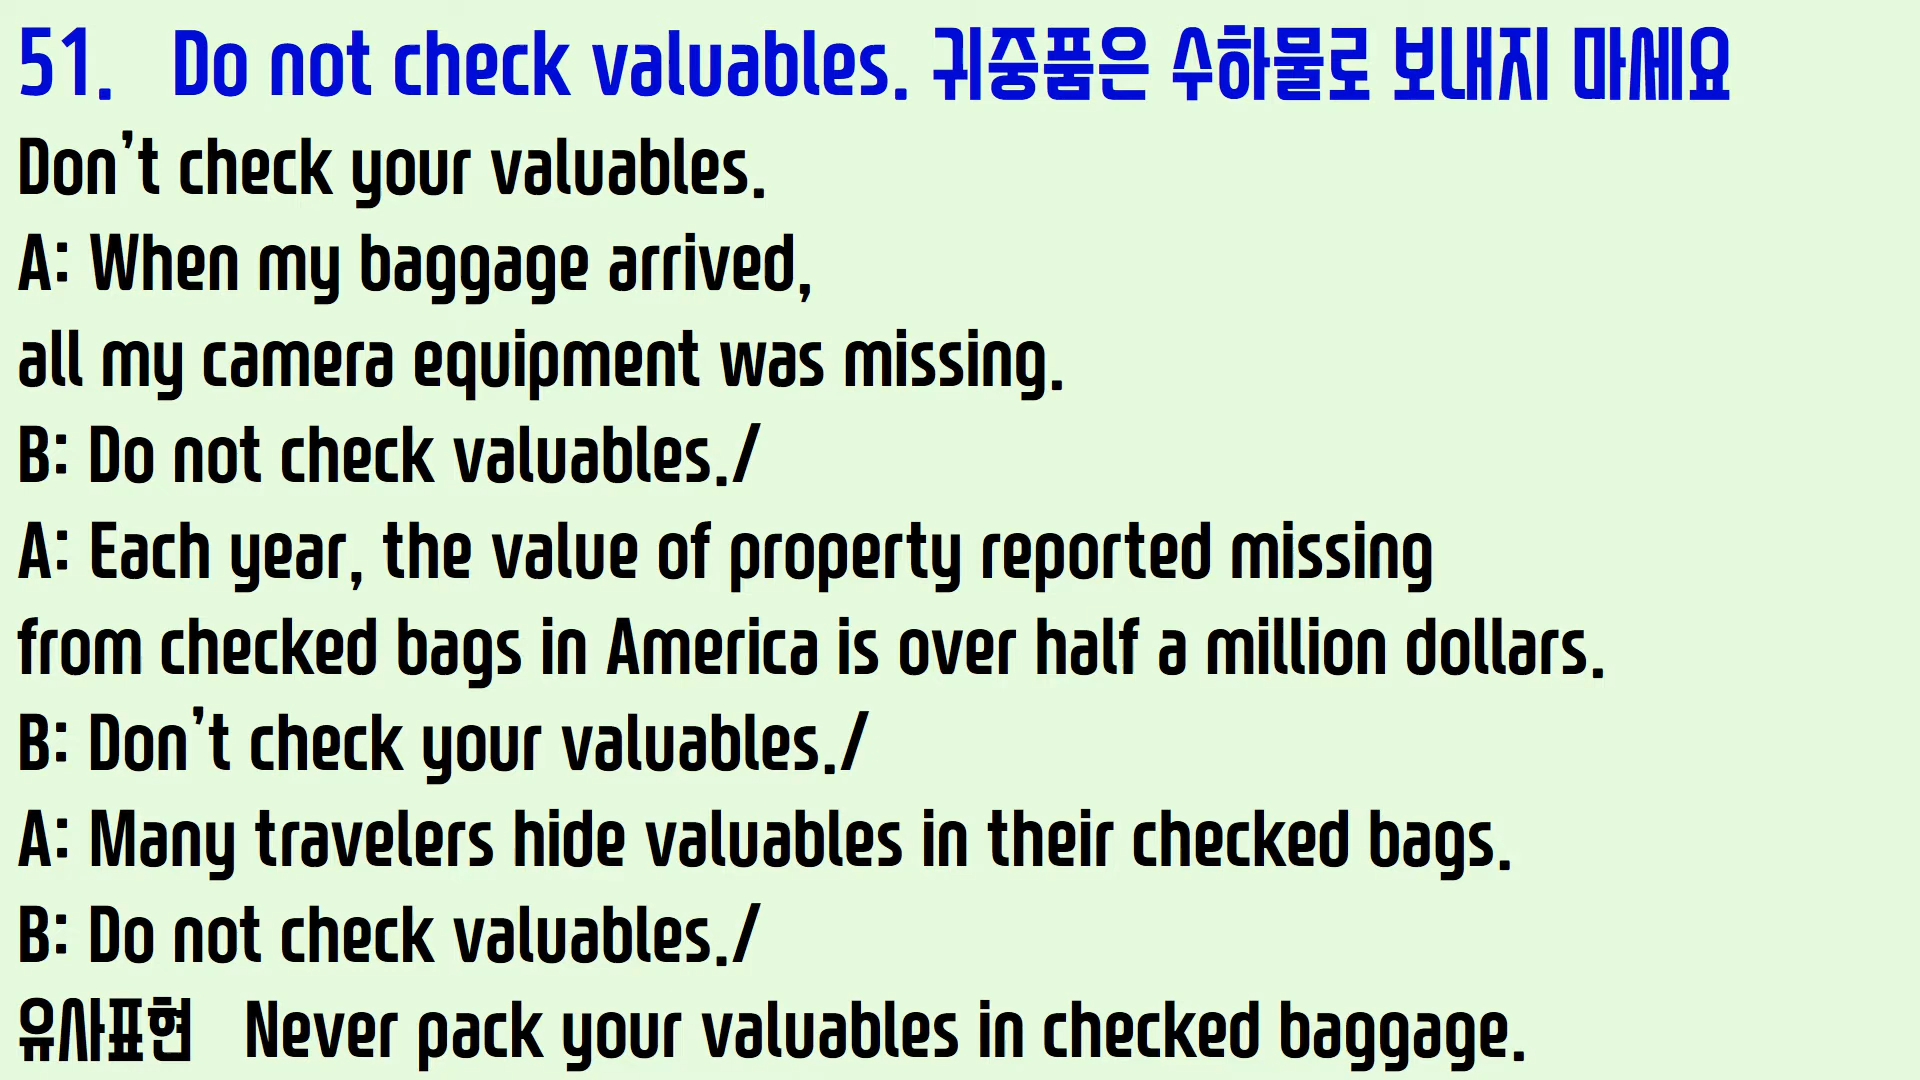 51. Do not check valuables. 귀중품은 수하물로 보내지 마세요
Don’t check your valuables.
A: When my baggage arrived,
all my camera equipment was missing.
B: Do not check valuables./
A: Each year, the value of property reported missing
from checked bags in America is over half a million dollars.
B: Don’t check your valuables./
A: Many travelers hide valuables in their checked bags.
B: Do not check valuables./
유사표현 Never pack your valuables in checked baggage.